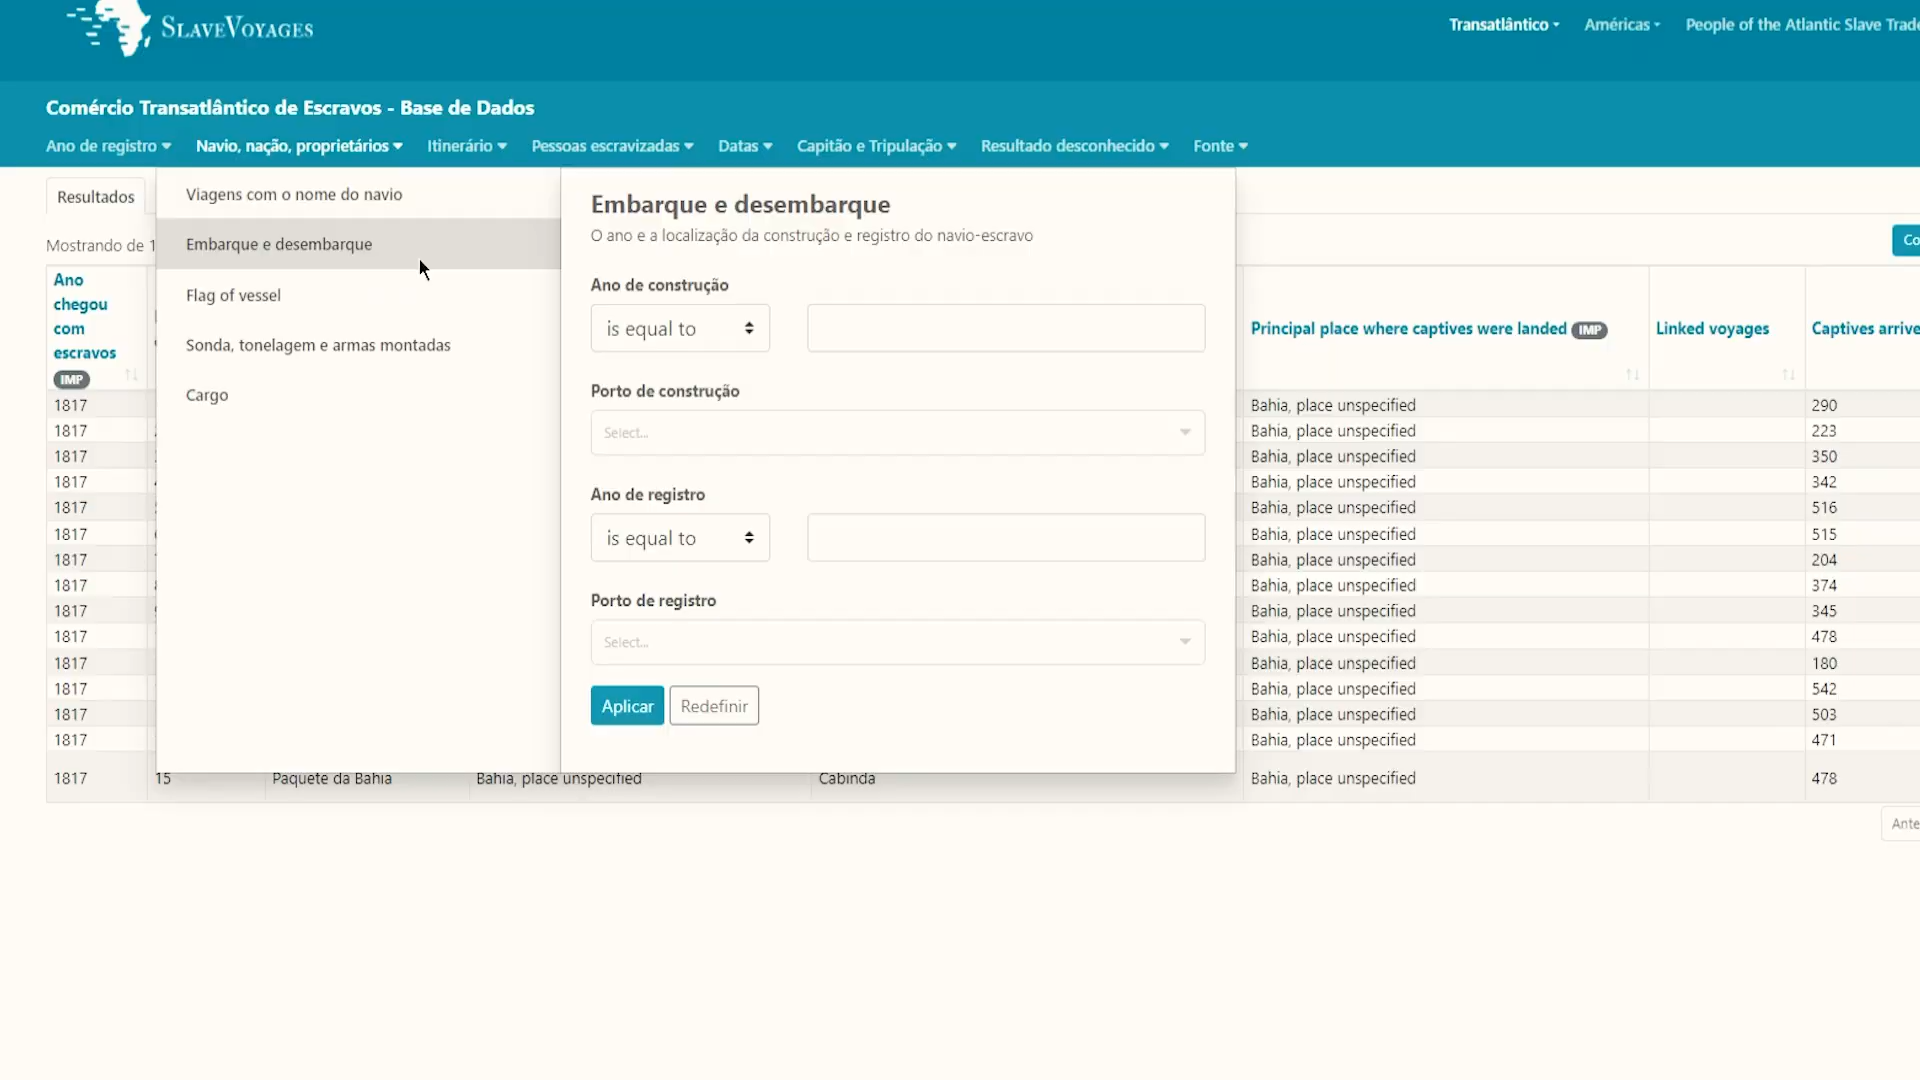 SLAVEVOYAGES
Transatlântico
Américas
People of the Atlantic Slave Trade
Comércio Transatlântico de Escravos - Base de Dados
Ano de registro
Navio, nação, proprietários
Itinerário
Pessoas escravizadas
Datas
Capitão e Tripulação
Resultado desconhecido
Fonte
Resultados
Viagens com o nome do navio
Embarque e desembarque
Flag of vessel
Sonda, tonelagem e armas montadas
Cargo
Embarque e desembarque
O ano e a localização da construção e registro do navio-escravo
Ano de construção
is equal to
Porto de construção
Select...
Ano de registro
is equal to
Porto de registro
Select...
Aplicar
Redefinir
Mostrando de 1
Co
Ano
chegou
com
escravos
IMP
Principal place where captives were landed IMP
Linked voyages
Captives arrive
1817 Bahia, place unspecified 290
1817 Bahia, place unspecified 223
1817 Bahia, place unspecified 350
1817 Bahia, place unspecified 342
1817 Bahia, place unspecified 516
1817 Bahia, place unspecified 515
1817 Bahia, place unspecified 204
1817 Bahia, place unspecified 374
1817 Bahia, place unspecified 345
1817 Bahia, place unspecified 478
1817 Bahia, place unspecified 180
1817 Bahia, place unspecified 542
1817 Bahia, place unspecified 503
1817 Bahia, place unspecified 471
1817 15 Paquete da Bahia Bahia, place unspecified Cabinda Bahia, place unspecified 478
Ante